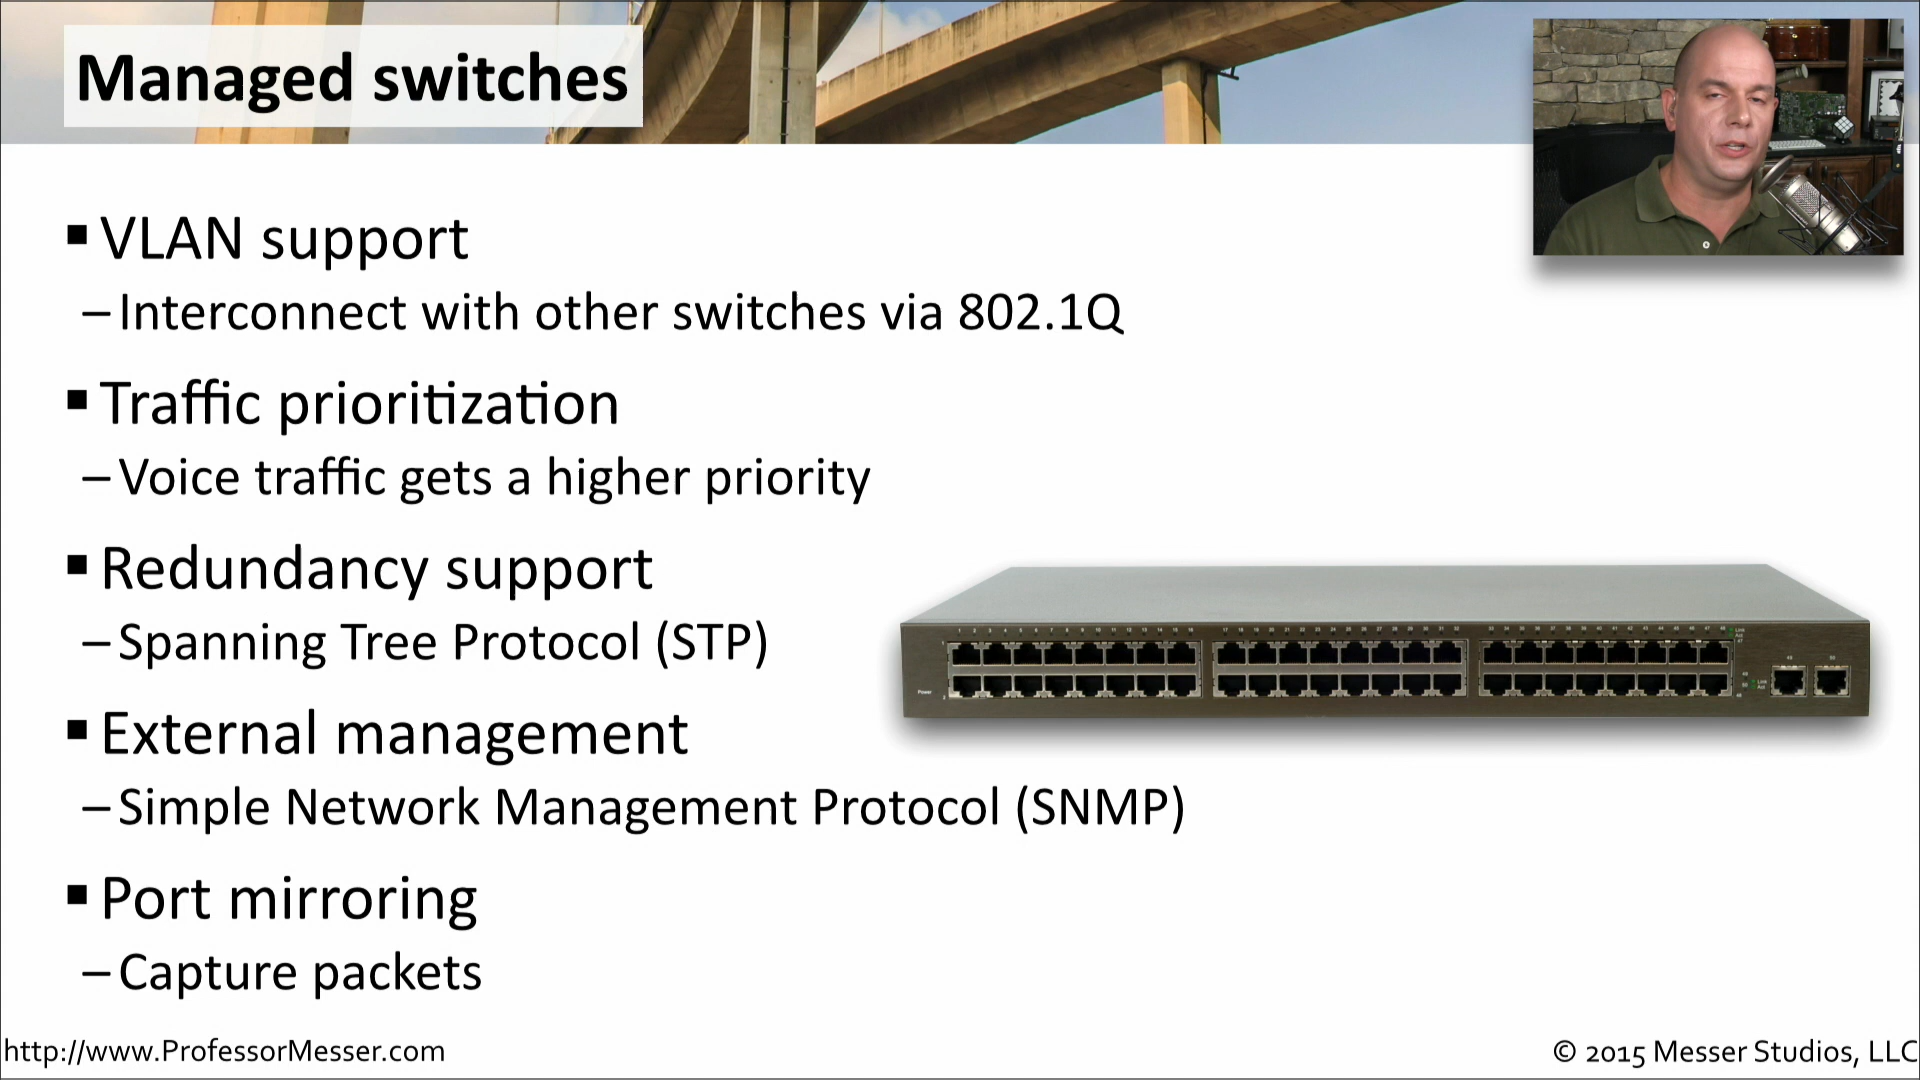 Managed switches
▪ VLAN support
– Interconnect with other switches via 802.1Q
▪ Traffic prioritization
– Voice traffic gets a higher priority
▪ Redundancy support
– Spanning Tree Protocol (STP)
▪ External management
– Simple Network Management Protocol (SNMP)
▪ Port mirroring
– Capture packets
http://www.ProfessorMesser.com
© 2015 Messer Studios, LLC